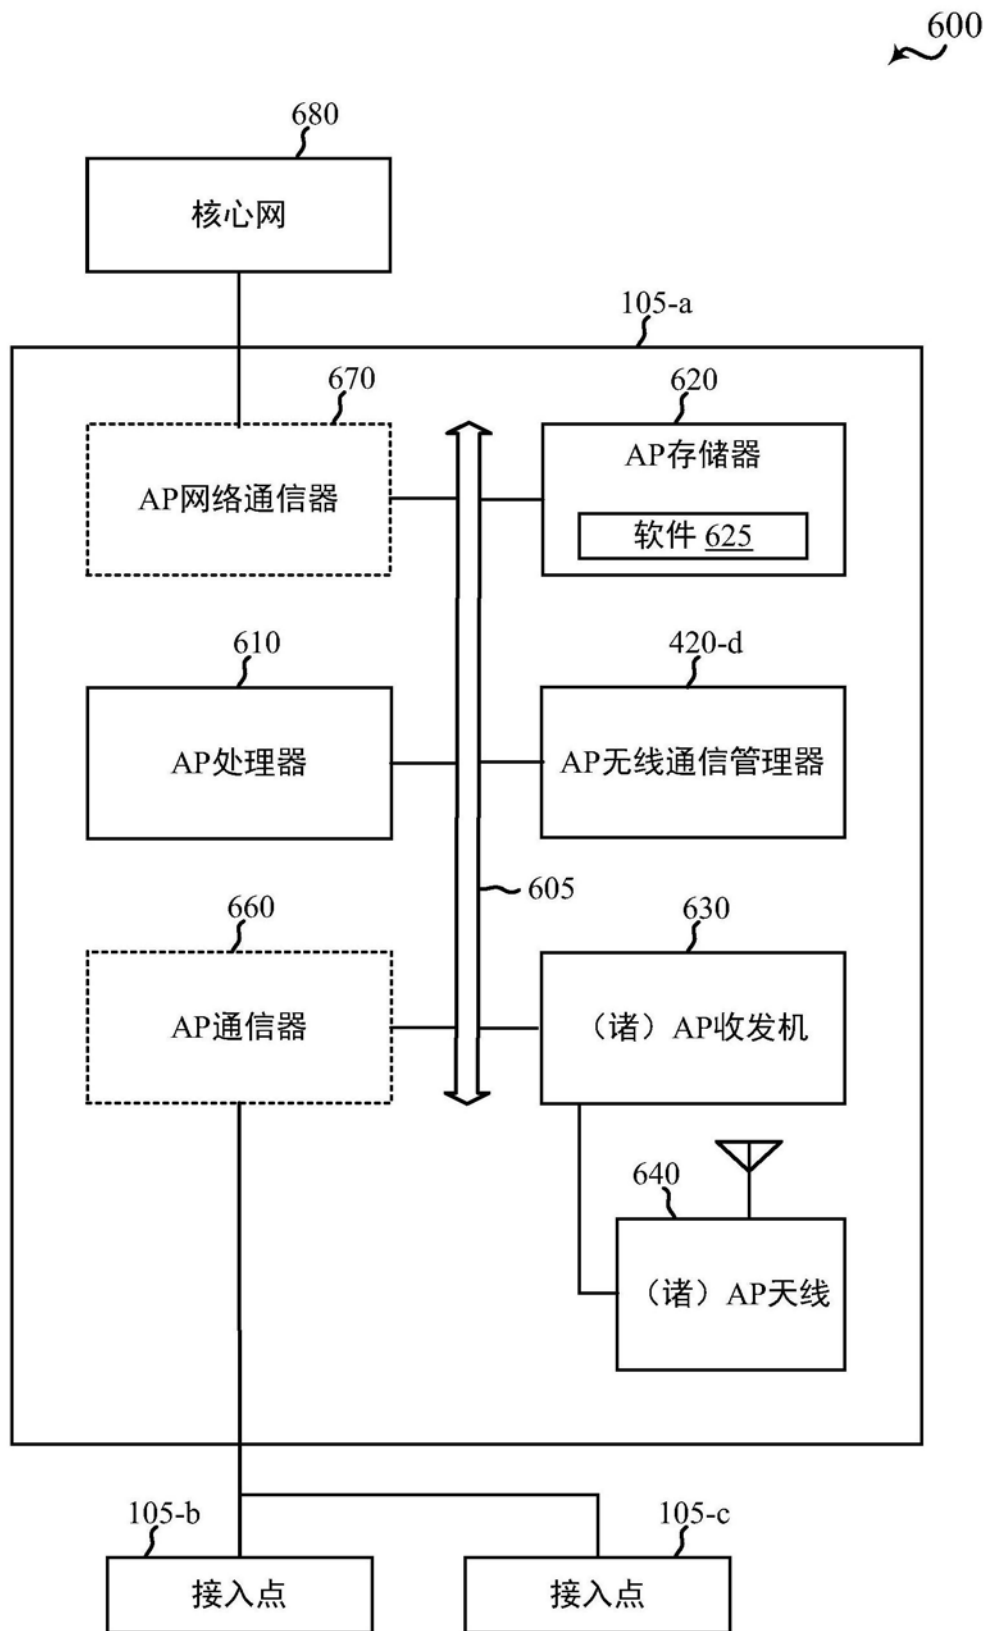 600
680
核心网
105-a
670
620
AP网络通信器
AP存储器
软件 625
610
420-d
AP处理器
AP无线通信管理器
605
660
630
AP通信器
（诸）AP收发机
640
（诸）AP天线
105-b
105-c
接入点
接入点